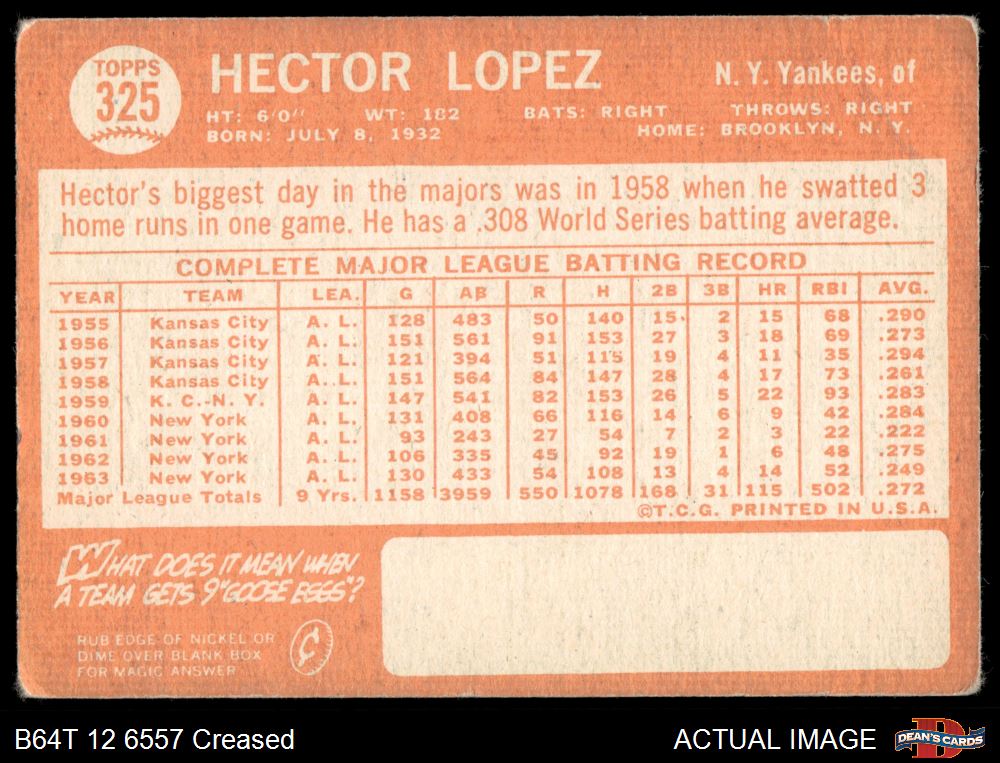 TOPPS
325
HECTOR LOPEZ
N. Y. Yankees, of
HT: 6'0" WT: 182 BATS: RIGHT THROWS: RIGHT
BORN: JULY 8, 1932 HOME: BROOKLYN, N. Y.
Hector's biggest day in the majors was in 1958 when he swatted 3
home runs in one game. He has a .308 World Series batting average.
COMPLETE MAJOR LEAGUE BATTING RECORD
YEAR TEAM LEA. G AB R H 2B 3B HR RBI AVG.
1955 Kansas City A. L. 128 483 50 140 15 2 15 68 .290
1956 Kansas City A. L. 151 561 91 153 27 3 18 69 .273
1957 Kansas City A. L. 121 394 51 115 19 4 11 35 .294
1958 Kansas City A. L. 151 564 84 147 28 4 17 73 .261
1959 K. C.-N. Y. A. L. 147 541 82 153 26 5 22 93 .283
1960 New York A. L. 131 408 66 116 14 6 9 42 .284
1961 New York A. L. 93 243 27 54 7 2 3 22 .222
1962 New York A. L. 106 335 45 92 19 1 6 48 .275
1963 New York A. L. 130 433 54 108 13 4 14 52 .249
Major League Totals 9 Yrs. 1158 3959 550 1078 168 31 115 502 .272
©T.C.G. PRINTED IN U.S.A.
WHAT DOES IT MEAN WHEN
A TEAM GETS 9 "GOOSE EGGS"?
RUB EDGE OF NICKEL OR
DIME OVER BLANK BOX
FOR MAGIC ANSWER
¢
B64T 12 6557 Creased
ACTUAL IMAGE
DEAN'S CARDS